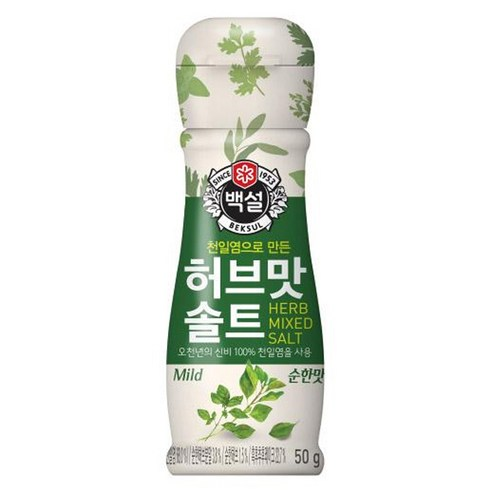 SINCE 1953
백설
BEKSUL
천일염으로 만든
허브맛
솔트
HERB
MIXED
SALT
오천년의 신비 100% 천일염을 사용
Mild
순한맛
50 g